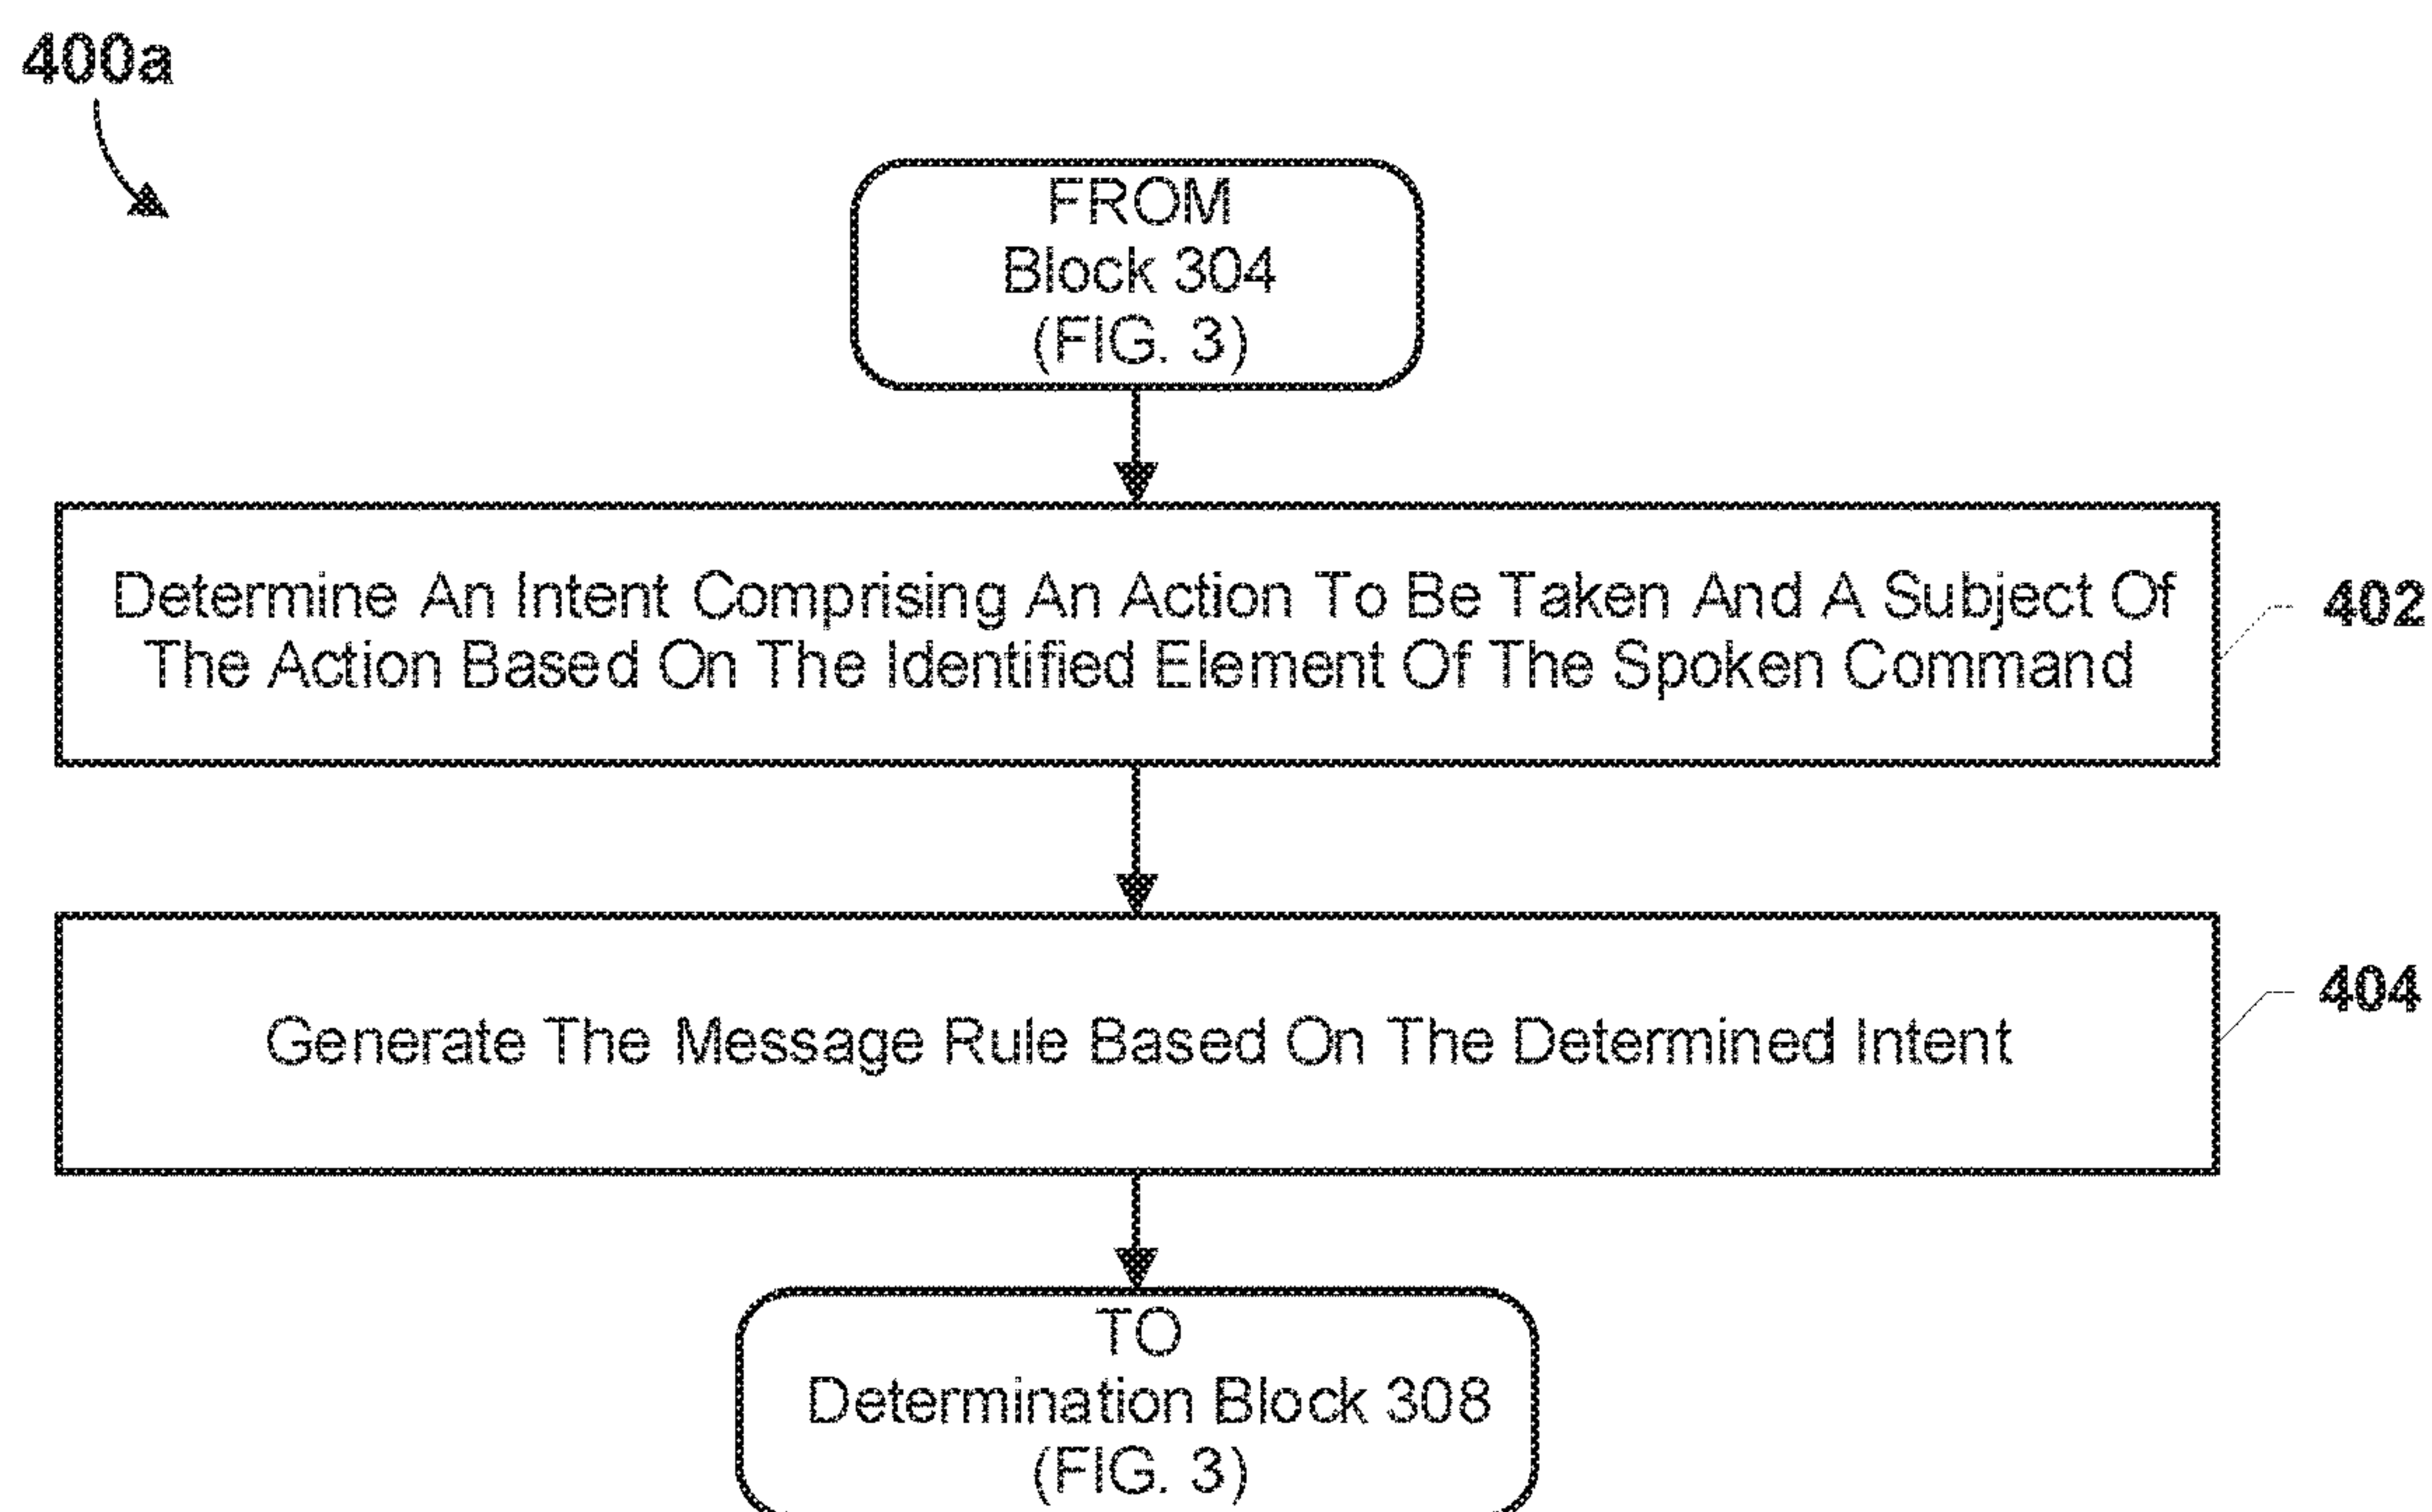 400a
FROM
Block 304
(FIG. 3)
Determine An Intent Comprising An Action To Be Taken And A Subject Of
The Action Based On The Identified Element Of The Spoken Command
402
Generate The Message Rule Based On The Determined Intent
404
TO
Determination Block 308
(FIG. 3)